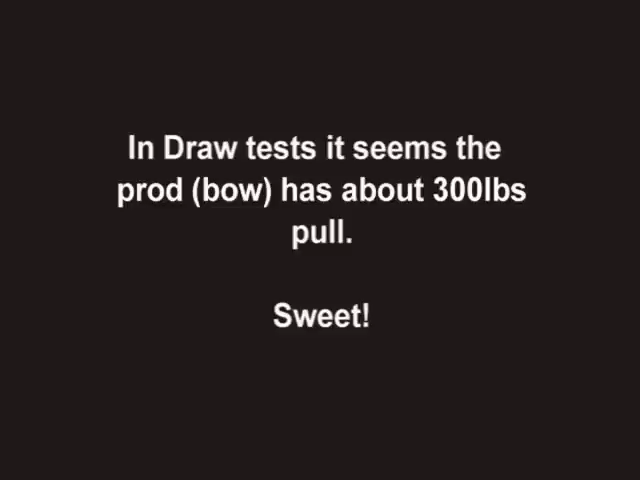 In Draw tests it seems the
prod (bow) has about 300lbs
pull.
Sweet!